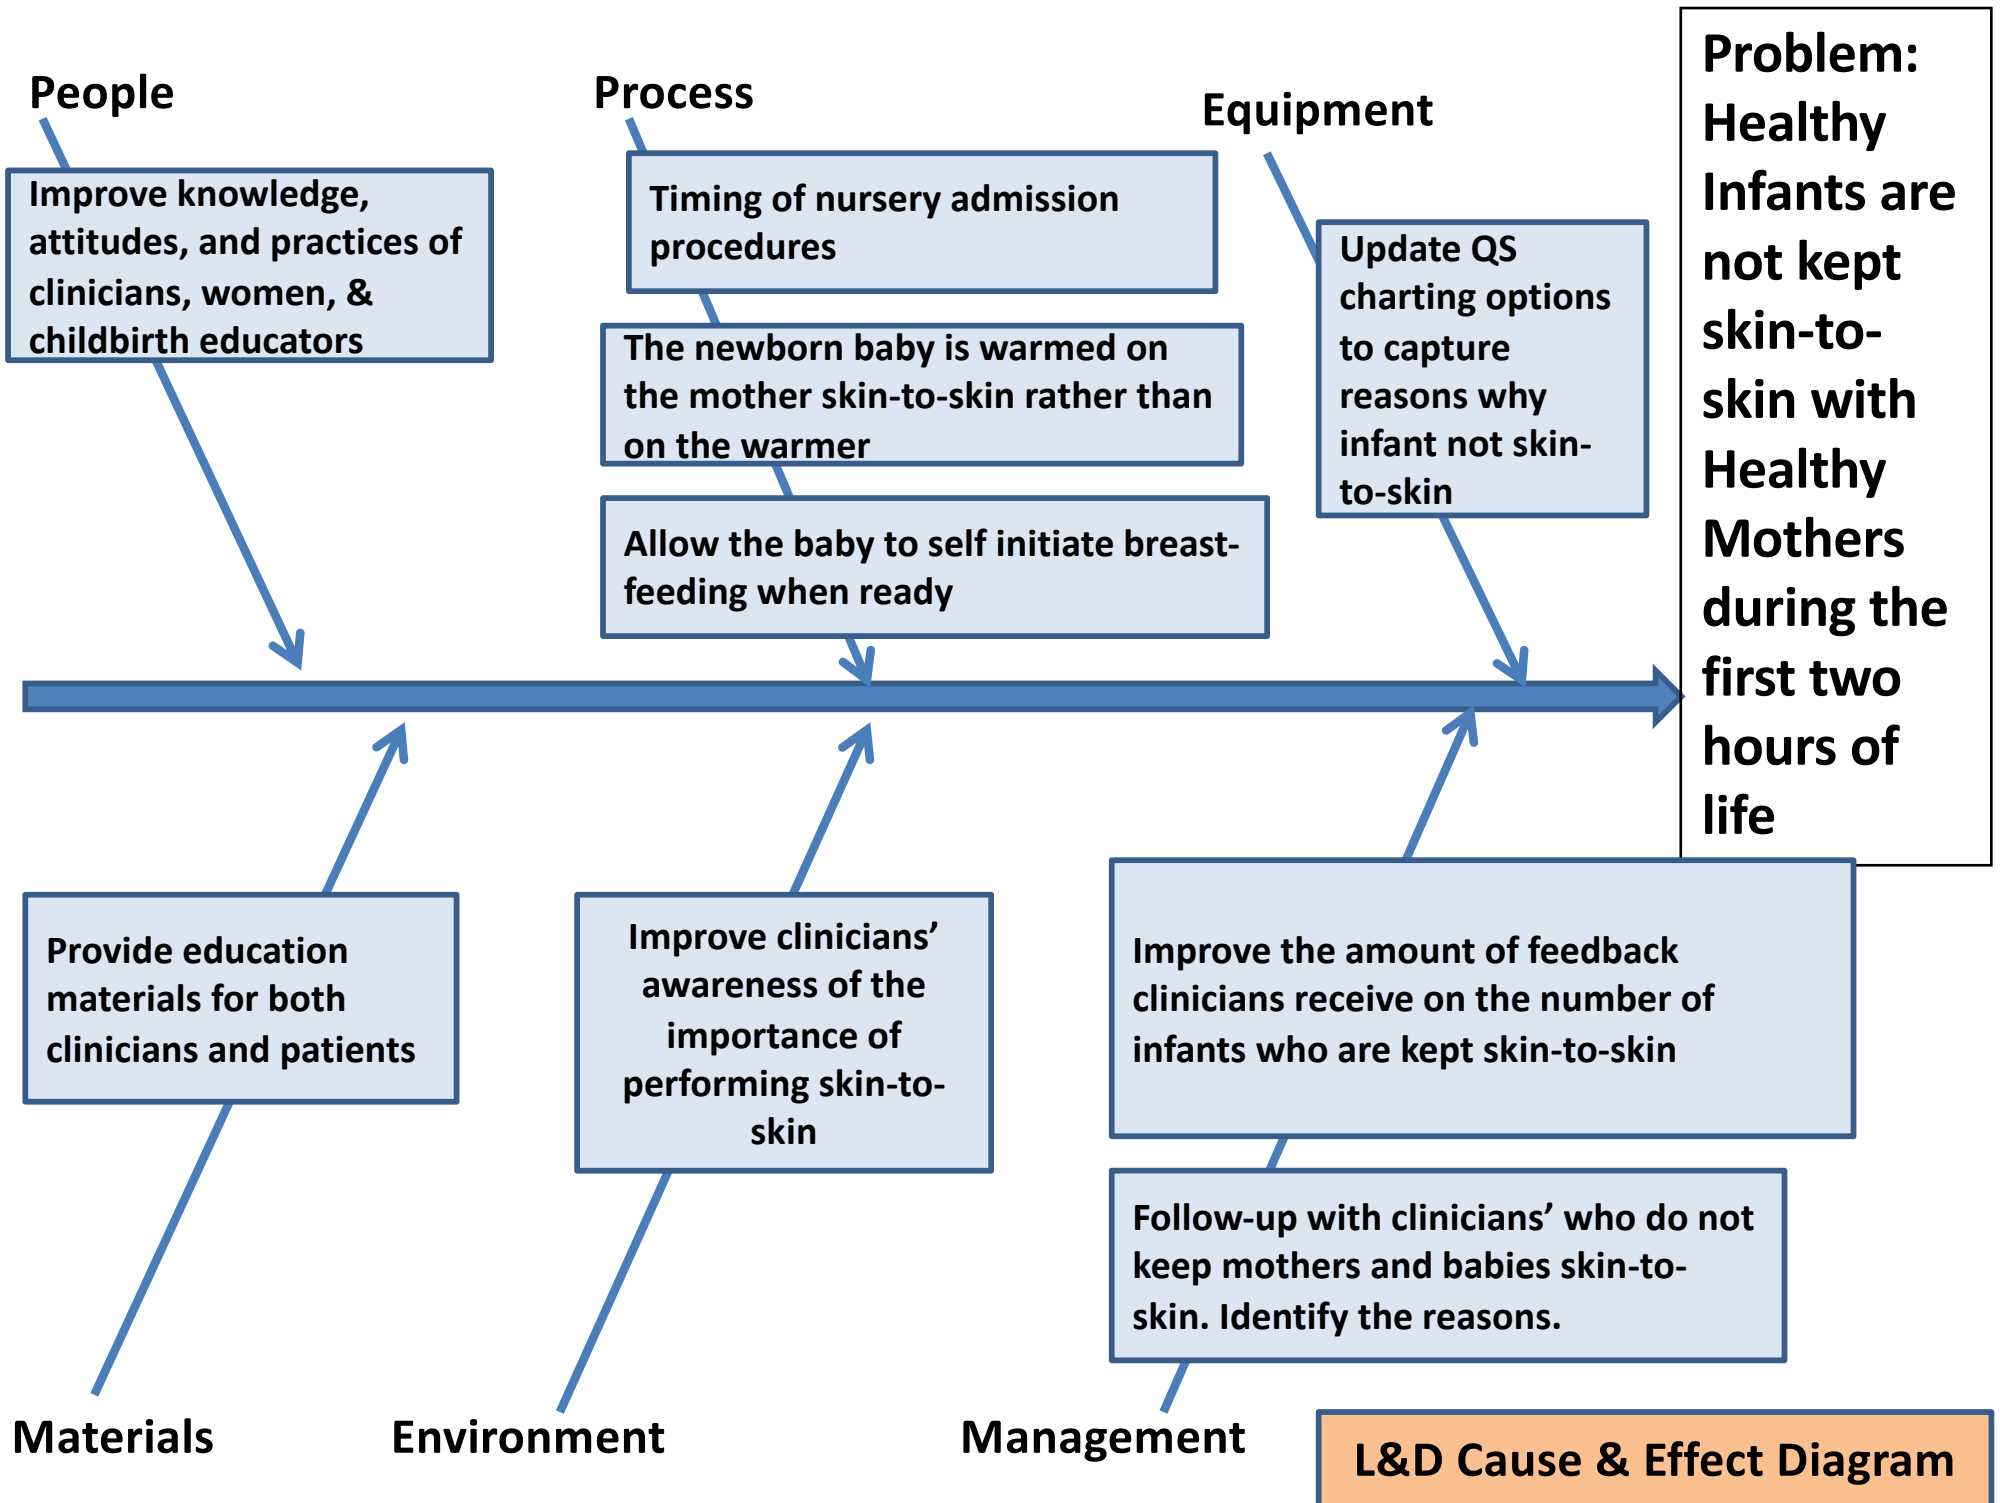 People
Improve knowledge,
attitudes, and practices of
clinicians, women, &
childbirth educators
Process
Timing of nursery admission
procedures
The newborn baby is warmed on
the mother skin-to-skin rather than
on the warmer
Allow the baby to self initiate breast-
feeding when ready
Equipment
Update QS
charting options
to capture
reasons why
infant not skin-
to-skin
Problem:
Healthy
Infants are
not kept
skin-to-
skin with
Healthy
Mothers
during the
first two
hours of
life
Provide education
materials for both
clinicians and patients
Materials
Improve clinicians’
awareness of the
importance of
performing skin-to-
skin
Environment
Improve the amount of feedback
clinicians receive on the number of
infants who are kept skin-to-skin
Follow-up with clinicians’ who do not
keep mothers and babies skin-to-
skin. Identify the reasons.
Management
L&D Cause & Effect Diagram